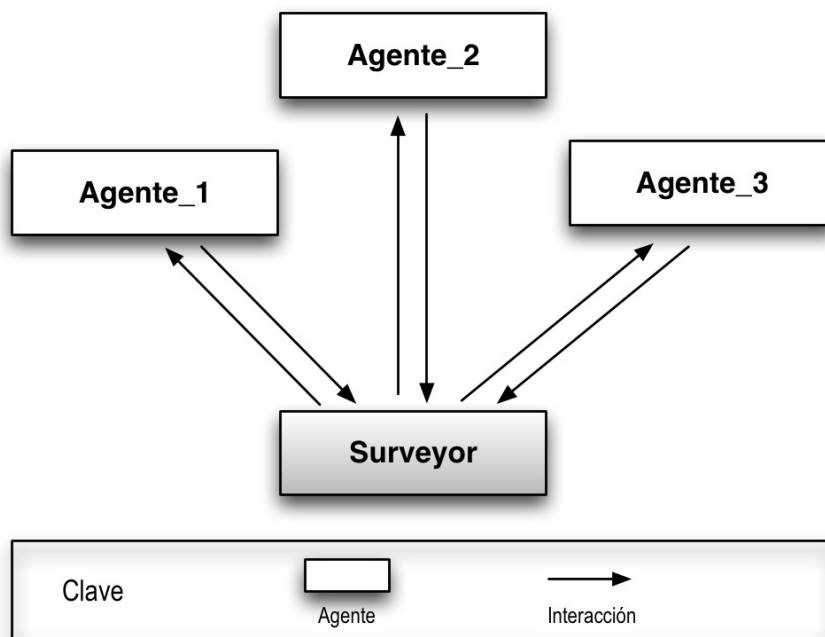 Agente_2
Agente_1
Agente_3
Surveyor
Clave
Agente
Interacción